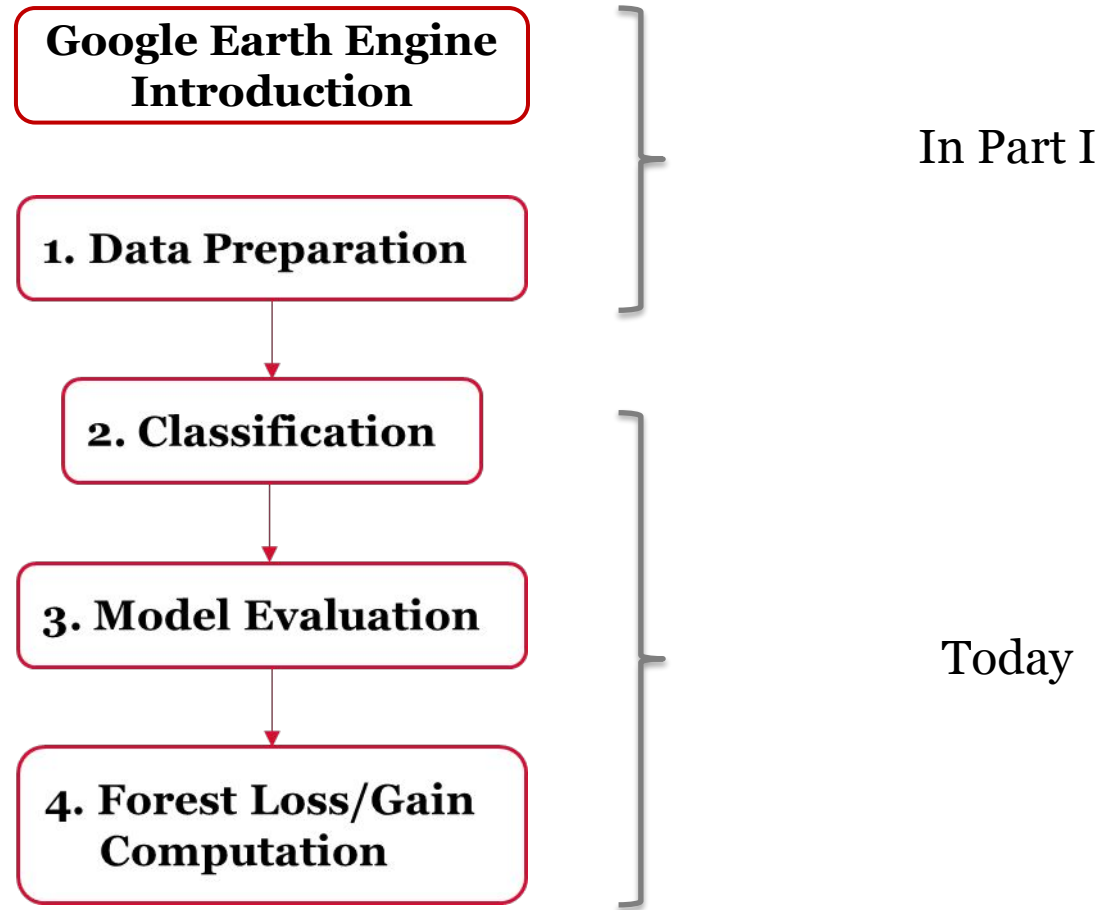 Google Earth Engine
Introduction
In Part I
1. Data Preparation
2. Classification
3. Model Evaluation
Today
4. Forest Loss/Gain
Computation